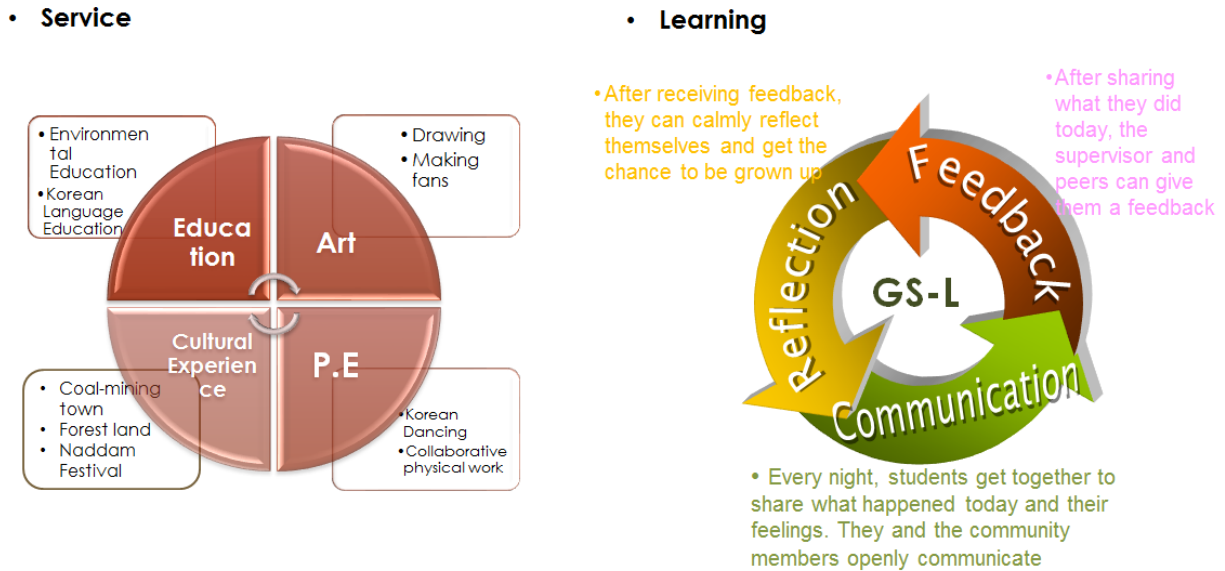 • Service
• Environmen
tal
Education
• Korean
Language
Education
• Drawing
• Making
fans
Educa
tion
Art
Cultural
Experien
ce
P.E
• Coal-mining
town
• Forest land
• Naddam
Festival
• Korean
Dancing
• Collaborative
physical work
• Learning
• After receiving feedback,
they can calmly reflect
themselves and get the
chance to be grown up
• After sharing
what they did
today, the
supervisor and
peers can give
them a feedback
Feedback
Reflection
GS-L
Communication
• Every night, students get together to
share what happened today and their
feelings. They and the community
members openly communicate